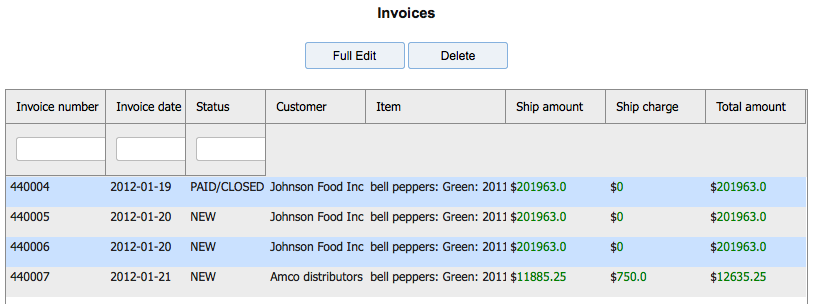 Invoices
Full Edit Delete
Invoice number Invoice date Status Customer Item Ship amount Ship charge Total amount
440004 2012-01-19 PAID/CLOSED Johnson Food Inc bell peppers: Green: 2011 $201963.0 $0 $201963.0
440005 2012-01-20 NEW Johnson Food Inc bell peppers: Green: 2011 $201963.0 $0 $201963.0
440006 2012-01-20 NEW Johnson Food Inc bell peppers: Green: 2011 $201963.0 $0 $201963.0
440007 2012-01-21 NEW Amco distributors bell peppers: Green: 2011 $11885.25 $750.0 $12635.25